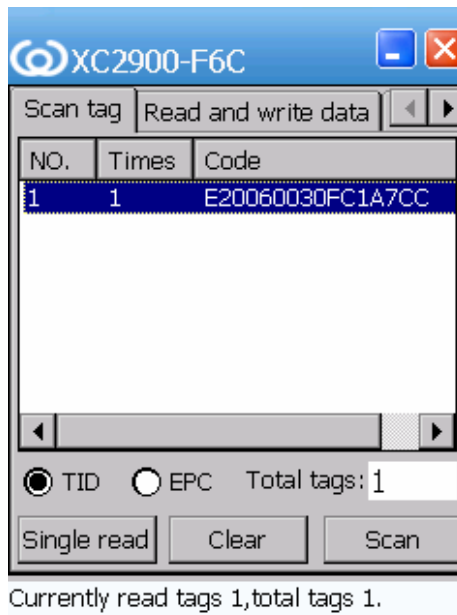 XC2900-F6C
Scan tag Read and write data
NO. Times Code
1 1 E20060030FC1A7CC
TID EPC Total tags: 1
Single read Clear Scan
Currently read tags 1,total tags 1.